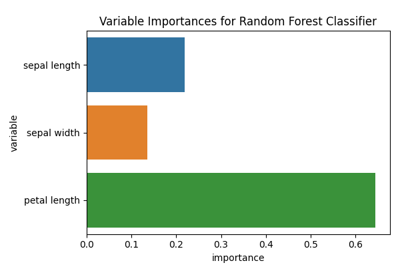 Variable Importances for Random Forest Classifier
sepal length
sepal width
petal length
variable
0.0 0.1 0.2 0.3 0.4 0.5 0.6
importance